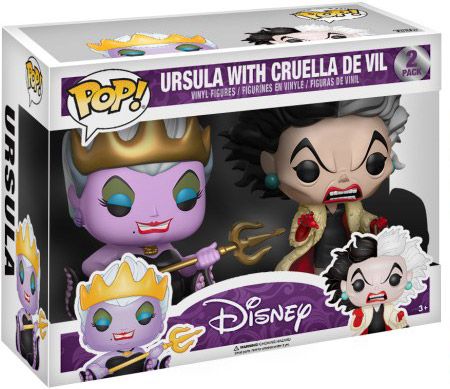 POP!
URSULA WITH CRUELLA DE VIL
VINYL FIGURES / FIGURINES EN VINYLE / FIGURAS DE VINIL
2
PACK
URSULA
Disney
3+